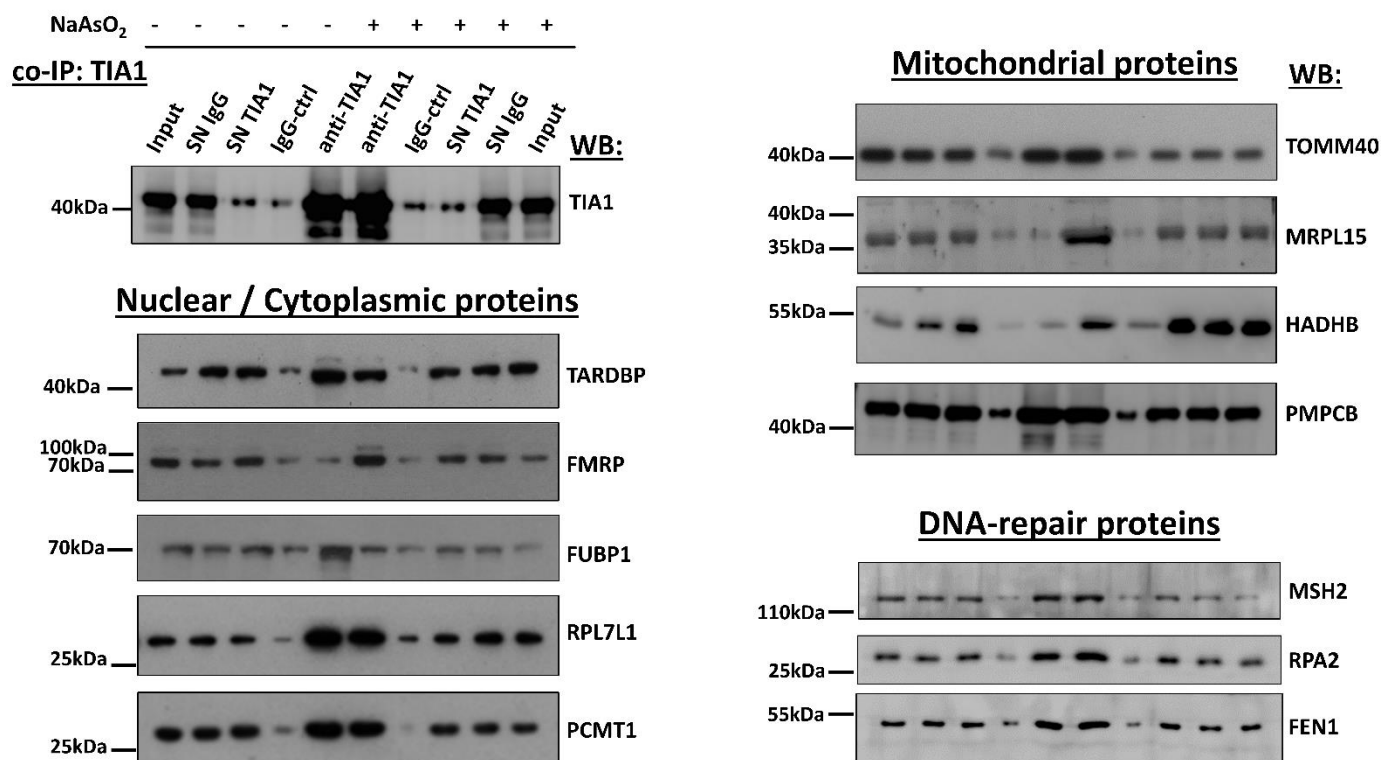 NaAsO2 - - - - - + + + + +
co-IP: TIA1
Input SN IgG SN TIA1 IgG-ctrl anti-TIA1 anti-TIA1 IgG-ctrl SN TIA1 SN IgG Input
WB:
40kDa TIA1
Nuclear / Cytoplasmic proteins
40kDa TARDBP
100kDa
70kDa FMRP
70kDa FUBP1
25kDa RPL7L1
25kDa PCMT1
Mitochondrial proteins
WB:
40kDa TOMM40
40kDa
35kDa MRPL15
55kDa HADHB
40kDa PMPCB
DNA-repair proteins
110kDa MSH2
25kDa RPA2
55kDa FEN1